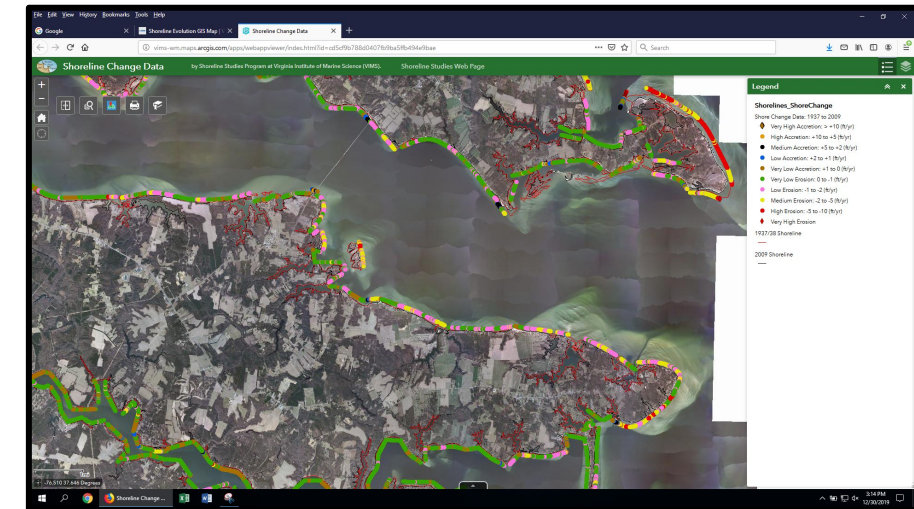 File Edit View History Bookmarks Tools Help
Google
Shoreline Evolution GIS Map |
Shoreline Change Data
vims-wm.maps.arcgis.com/apps/webappviewer/index.html?id=
Search
Shoreline Change Data
by Shoreline Studies Program at Virginia Institute of Marine Science (VIMS).
Shoreline Studies Web Page
Legend
Shorelines_ShoreChange
Shore Change Data: 1937 to 2009
Very High Accretion: > +10 (ft/yr)
High Accretion: +10 to +5 (ft/yr)
Medium Accretion: +5 to +2 (ft/yr)
Low Accretion: +2 to +1 (ft/yr)
Very Low Accretion: +1 to 0 (ft/yr)
Very Low Erosion: 0 to -1 (ft/yr)
Low Erosion: -1 to -2 (ft/yr)
Medium Erosion: -2 to -5 (ft/yr)
High Erosion: -5 to -10 (ft/yr)
Very High Erosion
1937/38 Shoreline
2009 Shoreline
-76.510 37.646 Degrees
Shoreline Change ...
3:14 PM
12/30/2019